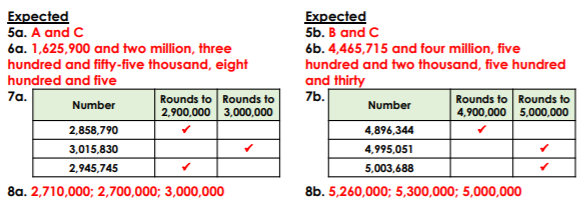 Expected
5a. A and C
6a. 1,625,900 and two million, three
hundred and fifty-five thousand, eight
hundred and five
7a.
Number Rounds to 2,900,000 Rounds to 3,000,000
2,858,790 ✓
3,015,830 ✓
2,945,745 ✓
8a. 2,710,000; 2,700,000; 3,000,000
Expected
5b. B and C
6b. 4,465,715 and four million, five
hundred and two thousand, five hundred
and thirty
7b.
Number Rounds to 4,900,000 Rounds to 5,000,000
4,896,344 ✓
4,995,051 ✓
5,003,688 ✓
8b. 5,260,000; 5,300,000; 5,000,000